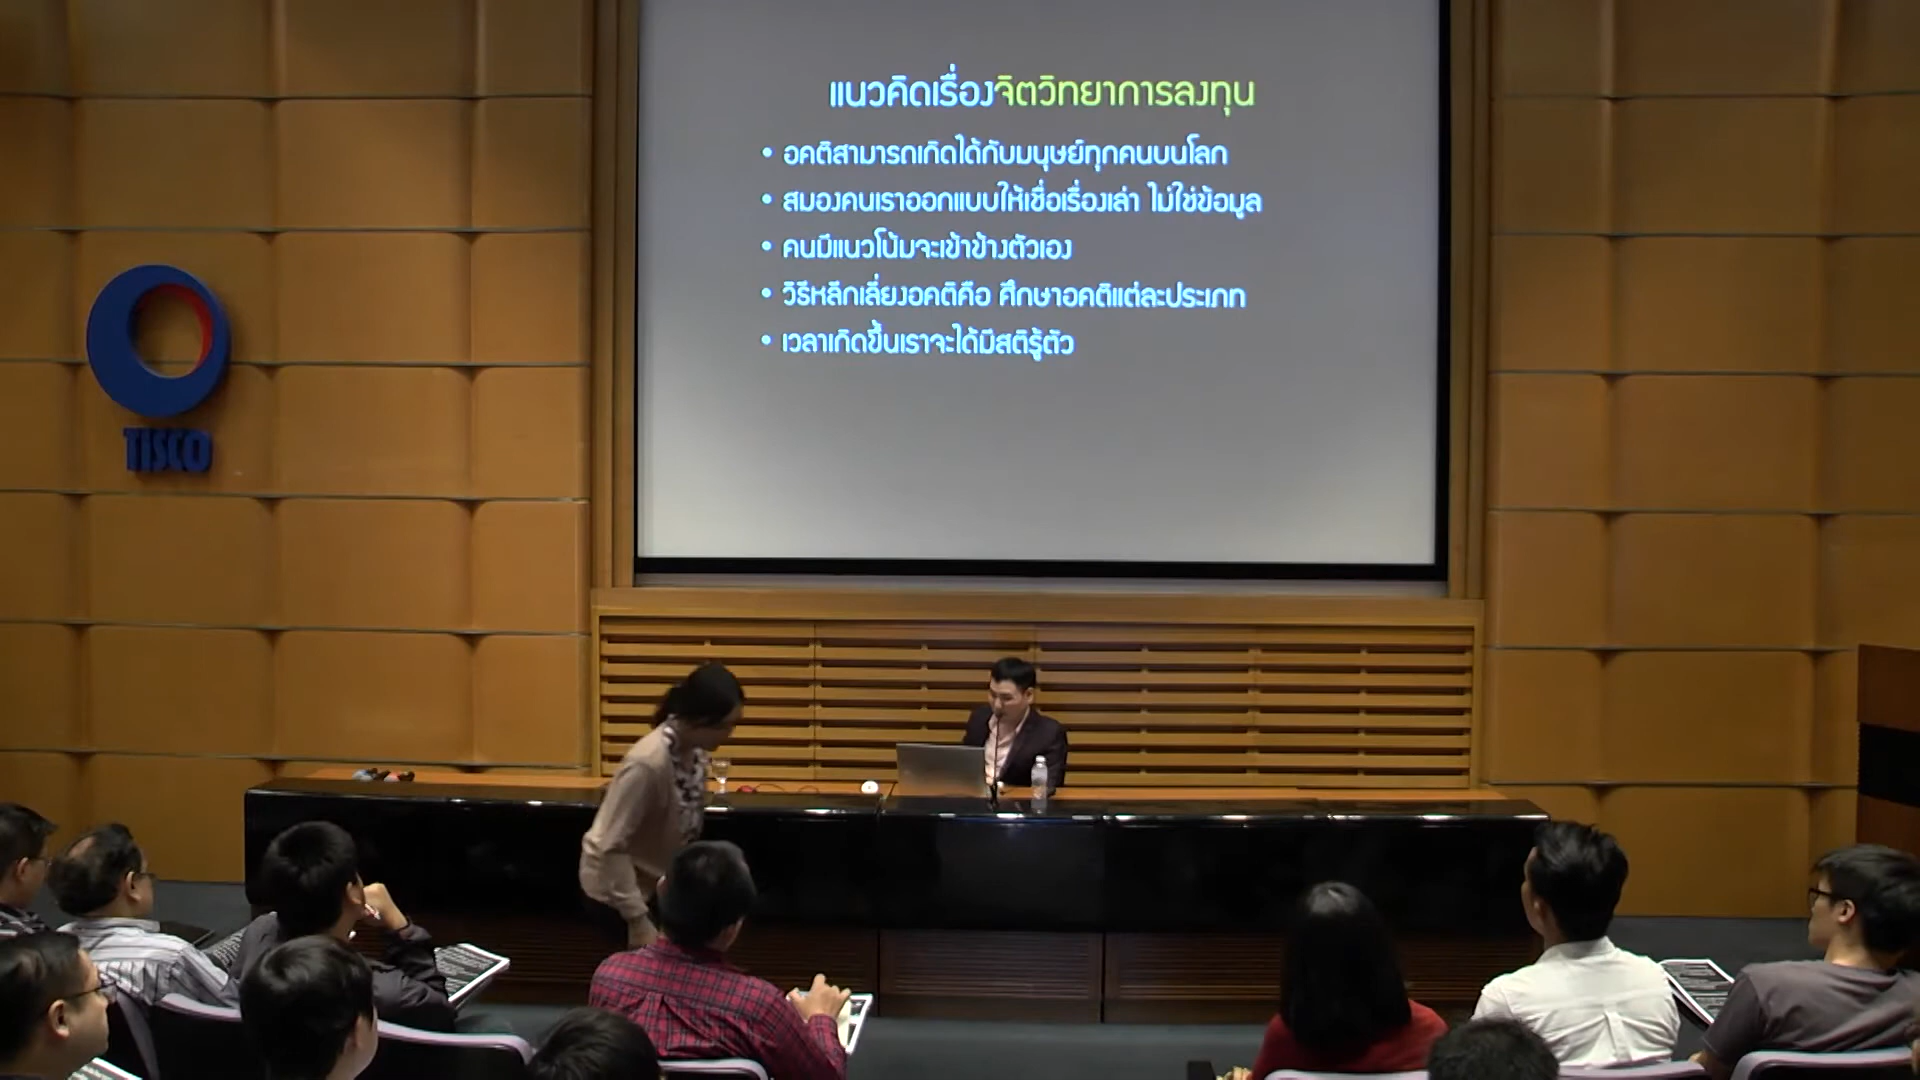 แนวคิดเรื่องจิตวิทยาการลงทุน
• อคติสามารถเกิดได้กับมนุษย์ทุกคนบนโลก
• สมองคนเราออกแบบให้เชื่อเรื่องเล่า ไม่ใช่ข้อมูล
• คนมีแนวโน้มจะเข้าข้างตัวเอง
• วิธีหลีกเลี่ยงอคติคือ ศึกษาอคติแต่ละประเภท
• เวลาเกิดขึ้นเราจะได้มีสติรู้ตัว
TISCO